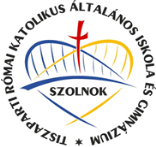 TISZAPARTI RÓMAI KATOLIKUS ÁLTALÁNOS ISKOLA ÉS GIMNÁZIUM
SZOLNOK